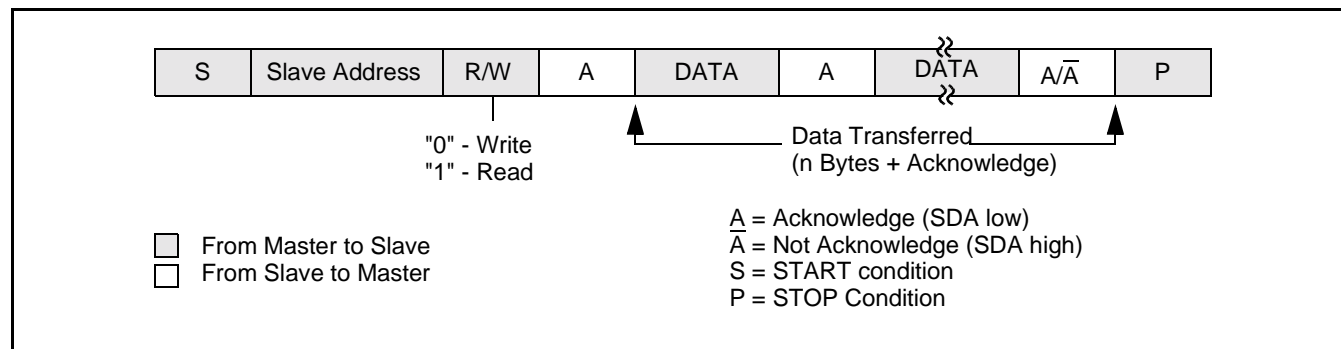 S Slave Address R/W A DATA A DATA A/A̅ P
"0" - Write
"1" - Read
Data Transferred
(n Bytes + Acknowledge)
From Master to Slave
From Slave to Master
A = Acknowledge (SDA low)
A̅ = Not Acknowledge (SDA high)
S = START condition
P = STOP Condition